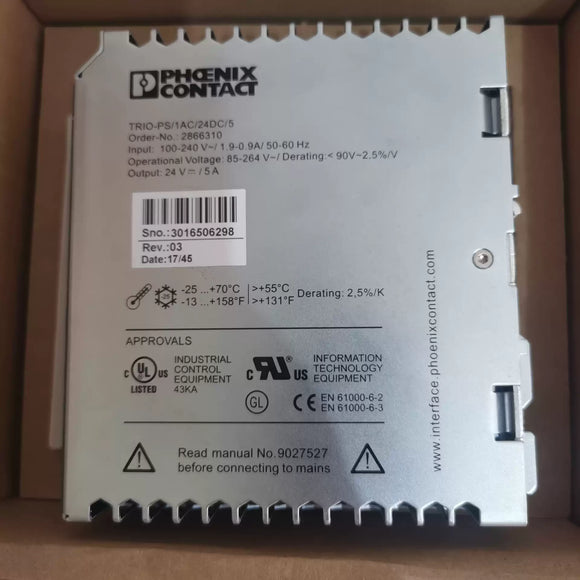 PHŒNIX
CONTACT
TRIO-PS/1AC/24DC/5
Order-No.: 2866310
Input: 100-240 V~/ 1.9-0.9A/ 50-60 Hz
Operational Voltage: 85-264 V~/ Derating:< 90V~2.5%/V
Output: 24 V⎓ / 5 A
Sno.:3016506298
Rev.:03
Date:17/45
-25
-25 ...+70°C >+55°C
-13 ...+158°F >+131°F
Derating: 2,5%/K
APPROVALS
C UL US
LISTED
INDUSTRIAL
CONTROL
EQUIPMENT
43KA
c RU ® US
INFORMATION
TECHNOLOGY
EQUIPMENT
GL
CE
EN 61000-6-2
EN 61000-6-3
Read manual No.9027527
before connecting to mains
www.interface.phoenixcontact.com